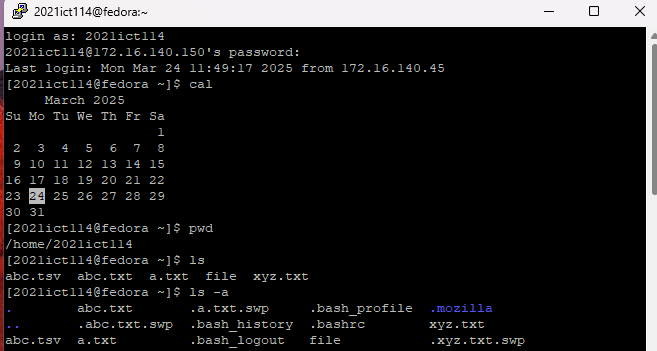 2021ict114@fedora:~
login as: 2021ict114
2021ict114@172.16.140.150's password:
Last login: Mon Mar 24 11:49:17 2025 from 172.16.140.45
[2021ict114@fedora ~]$ cal
     March 2025
Su Mo Tu We Th Fr Sa
                   1
 2  3  4  5  6  7  8
 9 10 11 12 13 14 15
16 17 18 19 20 21 22
23 24 25 26 27 28 29
30 31
[2021ict114@fedora ~]$ pwd
/home/2021ict114
[2021ict114@fedora ~]$ ls
abc.tsv  abc.txt  a.txt  file  xyz.txt
[2021ict114@fedora ~]$ ls -a
.        abc.txt       .a.txt.swp     .bash_profile  .mozilla
..       .abc.txt.swp  .bash_history  .bashrc        xyz.txt
abc.tsv  a.txt         .bash_logout   file           .xyz.txt.swp